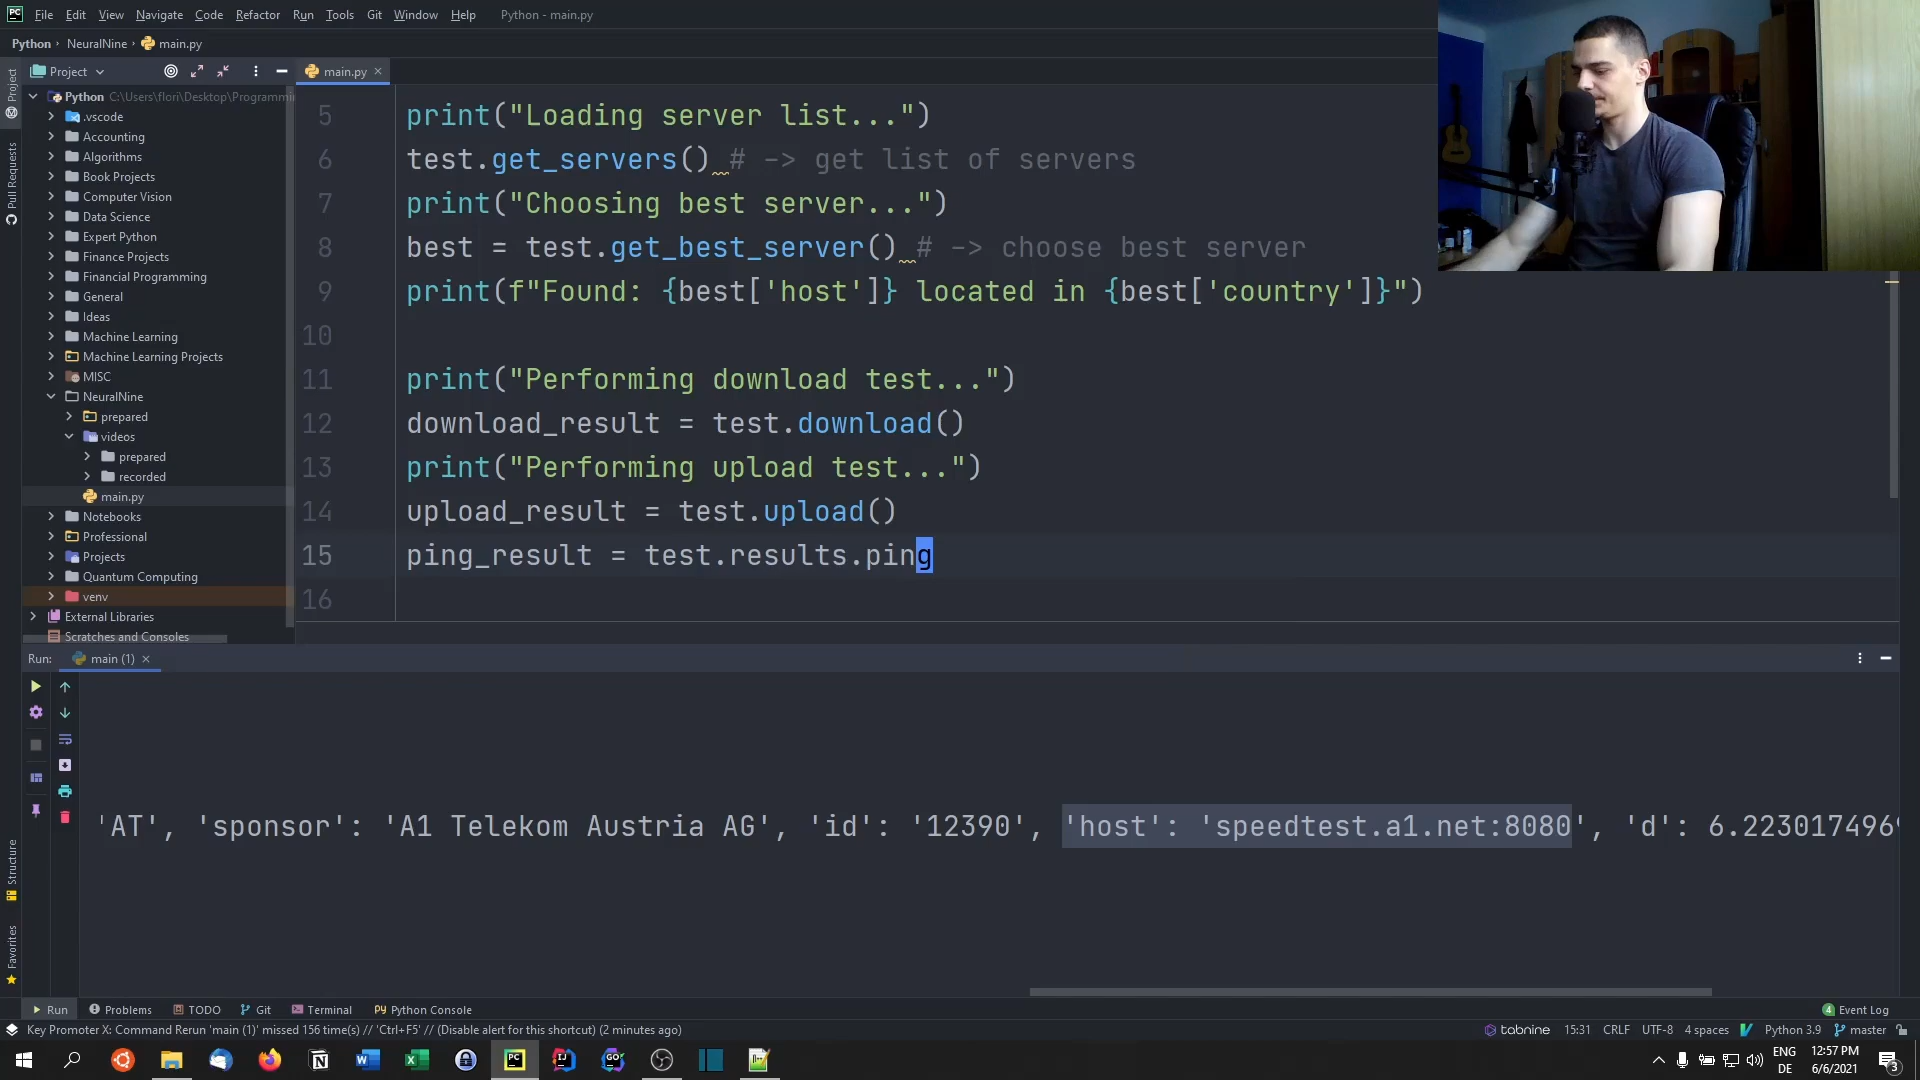 File Edit View Navigate Code Refactor Run Tools Git Window Help Python - main.py
Python NeuralNine main.py
Project main.py
Python C:\Users\flori\Desktop\Programmin
.vscode
Accounting
Algorithms
Book Projects
Computer Vision
Data Science
Expert Python
Finance Projects
Financial Programming
General
Ideas
Machine Learning
Machine Learning Projects
MISC
NeuralNine
prepared
videos
prepared
recorded
main.py
Notebooks
Professional
Projects
Quantum Computing
venv
External Libraries
Scratches and Consoles
Project
Pull Requests
Structure
Favorites
5 print("Loading server list...")
6 test.get_servers() # -> get list of servers
7 print("Choosing best server...")
8 best = test.get_best_server() # -> choose best server
9 print(f"Found: {best['host']} located in {best['country']}")
10
11 print("Performing download test...")
12 download_result = test.download()
13 print("Performing upload test...")
14 upload_result = test.upload()
15 ping_result = test.results.ping
16
Run: main (1)
'AT', 'sponsor': 'A1 Telekom Austria AG', 'id': '12390', 'host': 'speedtest.a1.net:8080', 'd': 6.223017496
Run Problems TODO Git Terminal Python Console 4 Event Log
Key Promoter X: Command Rerun 'main (1)' missed 156 time(s) // 'Ctrl+F5' // (Disable alert for this shortcut) (2 minutes ago) tabnine 15:31 CRLF UTF-8 4 spaces Python 3.9 master
ENG 12:57 PM
DE 6/6/2021 3